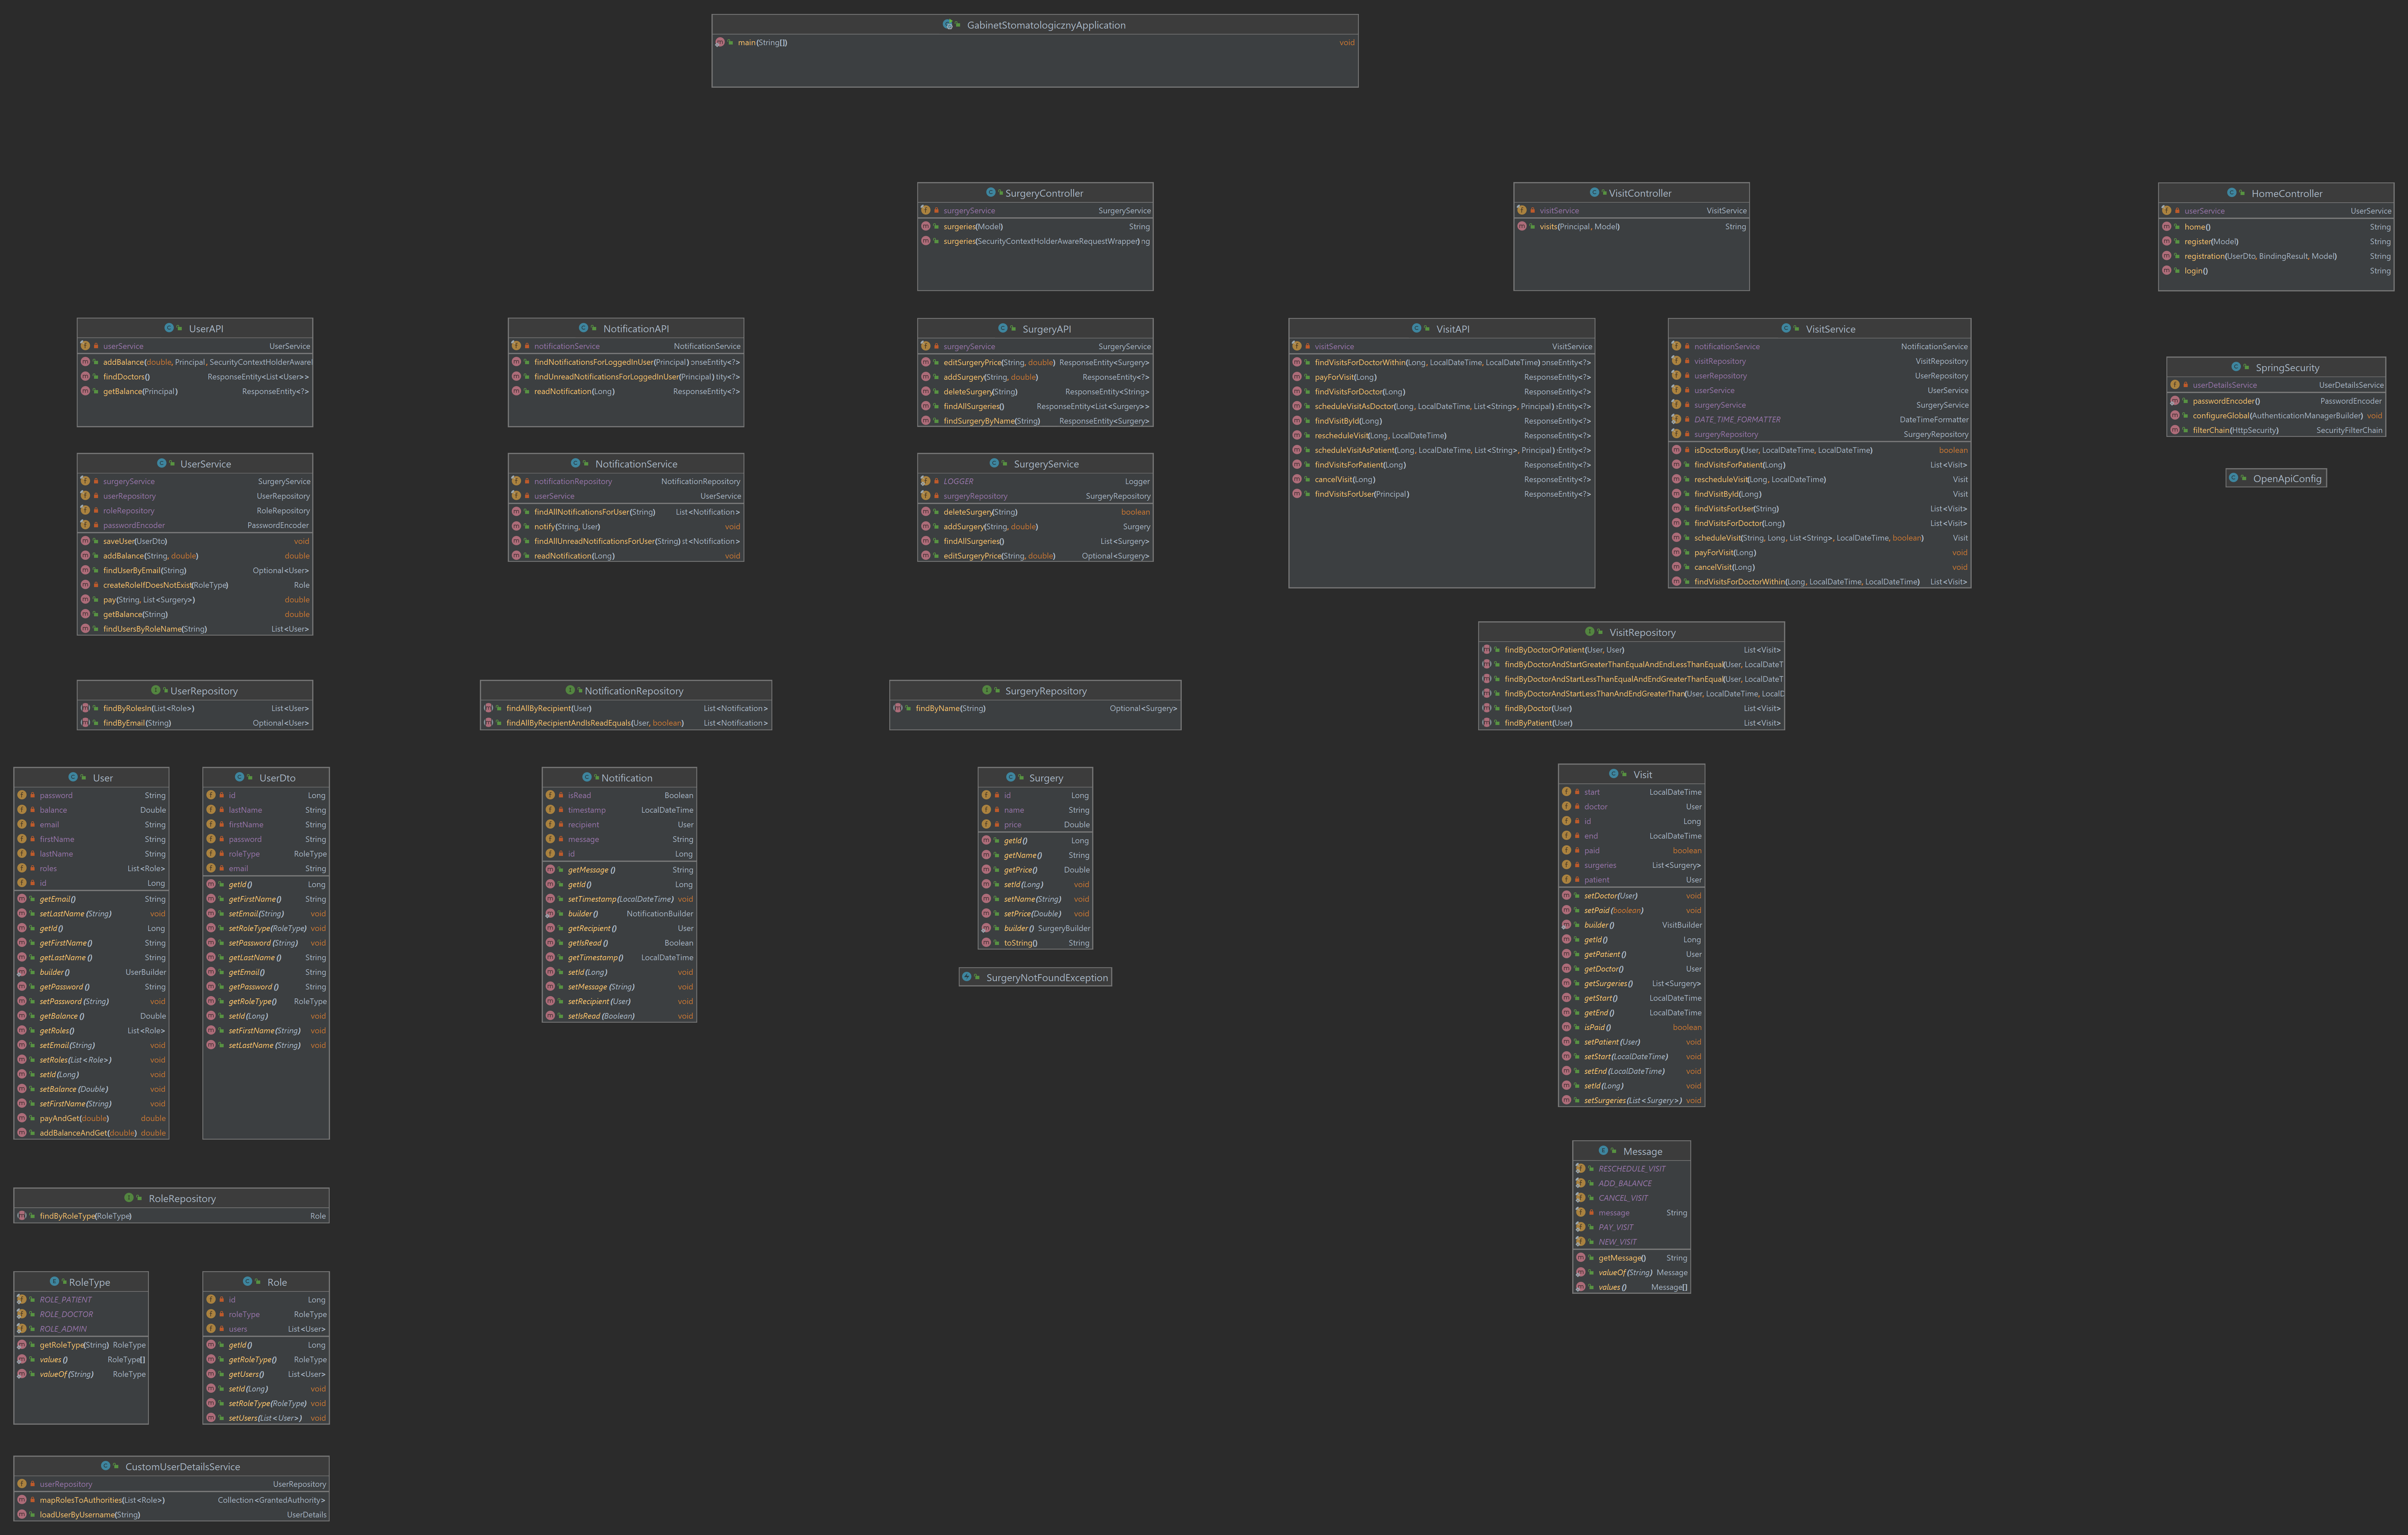 GabinetStomatologicznyApplication
main(String[]) void
SurgeryController
surgeryService SurgeryService
surgeries(Model) String
surgeries(SecurityContextHolderAwareRequestWrapper) ng
VisitController
visitService VisitService
visits(Principal, Model) String
HomeController
userService UserService
home() String
register(Model) String
registration(UserDto, BindingResult, Model) String
login() String
UserAPI
userService UserService
addBalance(double, Principal, SecurityContextHolderAwareI
findDoctors() ResponseEntity<List<User>>
getBalance(Principal) ResponseEntity<?>
NotificationAPI
notificationService NotificationService
findNotificationsForLoggedInUser(Principal) onseEntity<?>
findUnreadNotificationsForLoggedInUser(Principal) tity<?>
readNotification(Long) ResponseEntity<?>
SurgeryAPI
surgeryService SurgeryService
editSurgeryPrice(String, double) ResponseEntity<Surgery>
addSurgery(String, double) ResponseEntity<?>
deleteSurgery(String) ResponseEntity<String>
findAllSurgeries() ResponseEntity<List<Surgery>>
findSurgeryByName(String) ResponseEntity<Surgery>
VisitAPI
visitService VisitService
findVisitsForDoctorWithin(Long, LocalDateTime, LocalDateTime) onseEntity<?>
payForVisit(Long) ResponseEntity<?>
findVisitsForDoctor(Long) ResponseEntity<?>
scheduleVisitAsDoctor(Long, LocalDateTime, List<String>, Principal) Entity<?>
findVisitById(Long) ResponseEntity<?>
rescheduleVisit(Long, LocalDateTime) ResponseEntity<?>
scheduleVisitAsPatient(Long, LocalDateTime, List<String>, Principal) Entity<?>
findVisitsForPatient(Long) ResponseEntity<?>
cancelVisit(Long) ResponseEntity<?>
findVisitsForUser(Principal) ResponseEntity<?>
VisitService
notificationService NotificationService
visitRepository VisitRepository
userRepository UserRepository
userService UserService
surgeryService SurgeryService
DATE_TIME_FORMATTER DateTimeFormatter
surgeryRepository SurgeryRepository
isDoctorBusy(User, LocalDateTime, LocalDateTime) boolean
findVisitsForPatient(Long) List<Visit>
rescheduleVisit(Long, LocalDateTime) Visit
findVisitById(Long) Visit
findVisitsForUser(String) List<Visit>
findVisitsForDoctor(Long) List<Visit>
scheduleVisit(String, Long, List<String>, LocalDateTime, boolean) Visit
payForVisit(Long) void
cancelVisit(Long) void
findVisitsForDoctorWithin(Long, LocalDateTime, LocalDateTime) List<Visit>
SpringSecurity
userDetailsService UserDetailsService
passwordEncoder() PasswordEncoder
configureGlobal(AuthenticationManagerBuilder) void
filterChain(HttpSecurity) SecurityFilterChain
OpenApiConfig
UserService
surgeryService SurgeryService
userRepository UserRepository
roleRepository RoleRepository
passwordEncoder PasswordEncoder
saveUser(UserDto) void
addBalance(String, double) double
findUserByEmail(String) Optional<User>
createRoleIfDoesNotExist(RoleType) Role
pay(String, List<Surgery>) double
getBalance(String) double
findUsersByRoleName(String) List<User>
NotificationService
notificationRepository NotificationRepository
userService UserService
findAllNotificationsForUser(String) List<Notification>
notify(String, User) void
findAllUnreadNotificationsForUser(String) st<Notification>
readNotification(Long) void
SurgeryService
LOGGER Logger
surgeryRepository SurgeryRepository
deleteSurgery(String) boolean
addSurgery(String, double) Surgery
findAllSurgeries() List<Surgery>
editSurgeryPrice(String, double) Optional<Surgery>
VisitRepository
findByDoctorOrPatient(User, User) List<Visit>
findByDoctorAndStartGreaterThanEqualAndEndLessThanEqual(User, LocalDateT
findByDoctorAndStartLessThanEqualAndEndGreaterThanEqual(User, LocalDateT
findByDoctorAndStartLessThanAndEndGreaterThan(User, LocalDateTime, LocalD
findByDoctor(User) List<Visit>
findByPatient(User) List<Visit>
UserRepository
findByRolesIn(List<Role>) List<User>
findByEmail(String) Optional<User>
NotificationRepository
findAllByRecipient(User) List<Notification>
findAllByRecipientAndIsReadEquals(User, boolean) List<Notification>
SurgeryRepository
findByName(String) Optional<Surgery>
User
password String
balance Double
email String
firstName String
lastName String
roles List<Role>
id Long
getEmail() String
setLastName(String) void
getId() Long
getFirstName() String
getLastName() String
builder() UserBuilder
getPassword() String
setPassword(String) void
getBalance() Double
getRoles() List<Role>
setEmail(String) void
setRoles(List<Role>) void
setId(Long) void
setBalance(Double) void
setFirstName(String) void
payAndGet(double) double
addBalanceAndGet(double) double
UserDto
id Long
lastName String
firstName String
password String
roleType RoleType
email String
getId() Long
getFirstName() String
setEmail(String) void
setRoleType(RoleType) void
setPassword(String) void
getLastName() String
getEmail() String
getPassword() String
getRoleType() RoleType
setId(Long) void
setFirstName(String) void
setLastName(String) void
Notification
isRead Boolean
timestamp LocalDateTime
recipient User
message String
id Long
getMessage() String
getId() Long
setTimestamp(LocalDateTime) void
builder() NotificationBuilder
getRecipient() User
getIsRead() Boolean
getTimestamp() LocalDateTime
setId(Long) void
setMessage(String) void
setRecipient(User) void
setIsRead(Boolean) void
Surgery
id Long
name String
price Double
getId() Long
getName() String
getPrice() Double
setId(Long) void
setName(String) void
setPrice(Double) void
builder() SurgeryBuilder
toString() String
SurgeryNotFoundException
Visit
start LocalDateTime
doctor User
id Long
end LocalDateTime
paid boolean
surgeries List<Surgery>
patient User
setDoctor(User) void
setPaid(boolean) void
builder() VisitBuilder
getId() Long
getPatient() User
getDoctor() User
getSurgeries() List<Surgery>
getStart() LocalDateTime
getEnd() LocalDateTime
isPaid() boolean
setPatient(User) void
setStart(LocalDateTime) void
setEnd(LocalDateTime) void
setId(Long) void
setSurgeries(List<Surgery>) void
Message
RESCHEDULE_VISIT
ADD_BALANCE
CANCEL_VISIT
message String
PAY_VISIT
NEW_VISIT
getMessage() String
valueOf(String) Message
values() Message[]
RoleRepository
findByRoleType(RoleType) Role
RoleType
ROLE_PATIENT
ROLE_DOCTOR
ROLE_ADMIN
getRoleType(String) RoleType
values() RoleType[]
valueOf(String) RoleType
Role
id Long
roleType RoleType
users List<User>
getId() Long
getRoleType() RoleType
getUsers() List<User>
setId(Long) void
setRoleType(RoleType) void
setUsers(List<User>) void
CustomUserDetailsService
userRepository UserRepository
mapRolesToAuthorities(List<Role>) Collection<GrantedAuthority>
loadUserByUsername(String) UserDetails